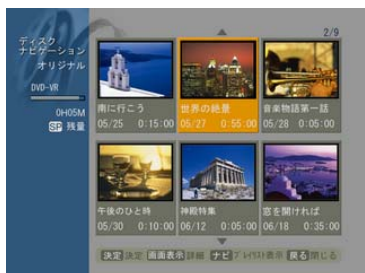 ディスク
ナビゲーション
オリジナル
DVD-VR
0H05M
SP 残量
2/9
南に行こう
05/25 0:15:00
世界の絶景
05/27 0:55:00
音楽物語第一話
05/28 0:05:00
午後のひと時
05/30 0:10:00
神殿特集
06/12 0:05:00
窓を開ければ
06/18 0:35:00
決定 決定 画面表示 詳細 ナビ プレイリスト表示 戻る 閉じる